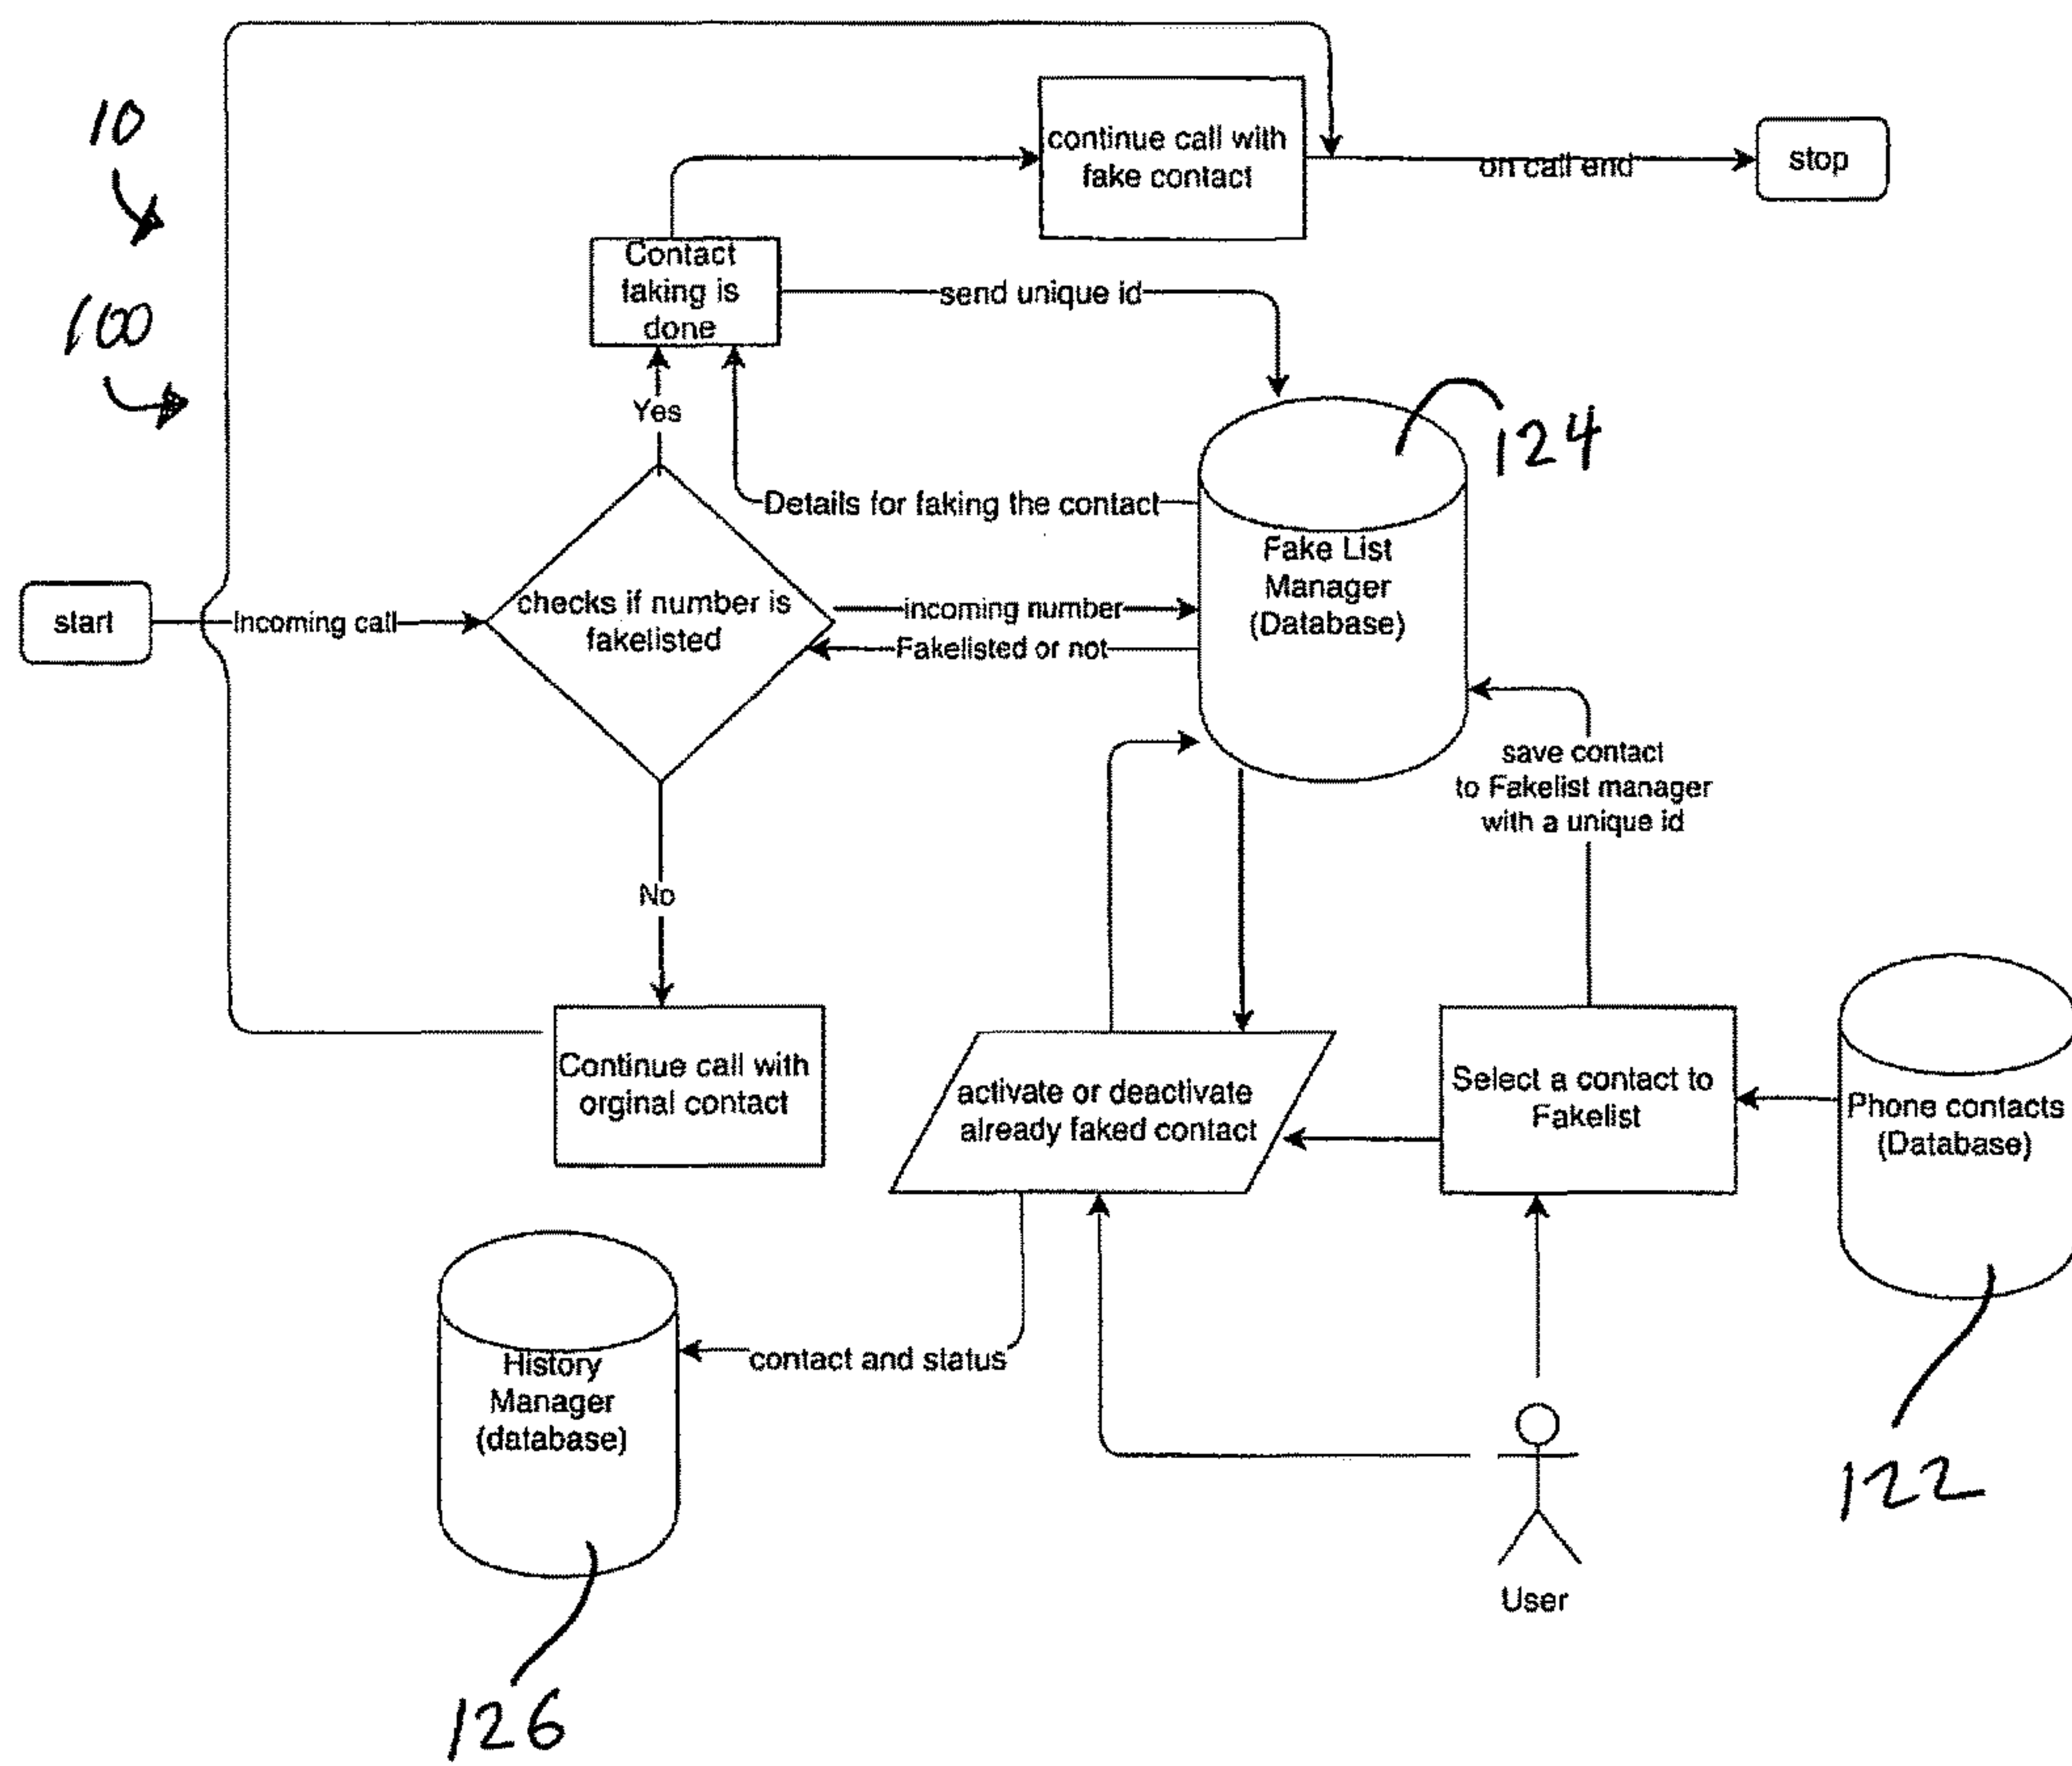 10
100
continue call with
fake contact
on call end
stop
Contact
faking is
done
send unique id
Yes
124
Details for faking the contact
Fake List
Manager
(Database)
start
Incoming call
checks if number is
fakelisted
incoming number
Fakelisted or not
save contact
to Fakelist manager
with a unique id
No
Continue call with
orginal contact
activate or deactivate
already faked contact
Select a contact to
Fakelist
Phone contacts
(Database)
History
Manager
(database)
contact and status
122
User
126